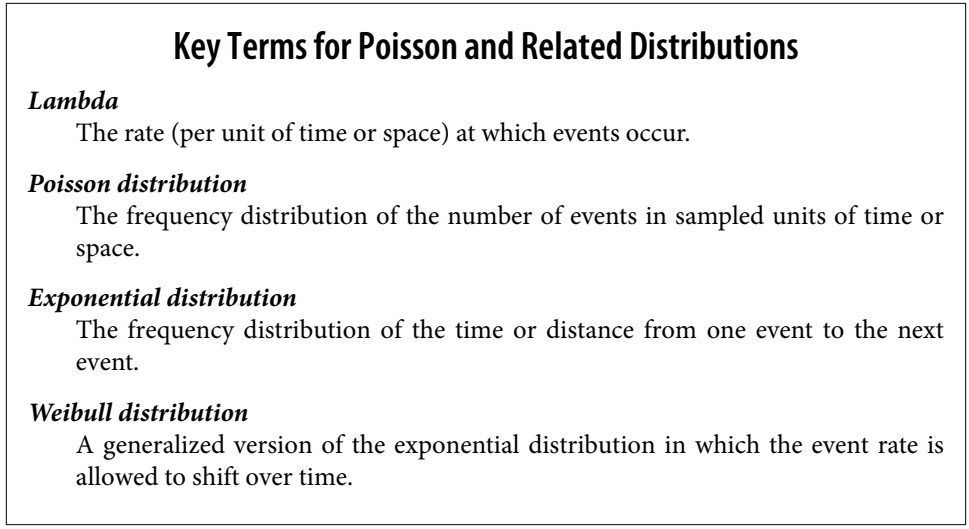 Key Terms for Poisson and Related Distributions
Lambda
The rate (per unit of time or space) at which events occur.
Poisson distribution
The frequency distribution of the number of events in sampled units of time or
space.
Exponential distribution
The frequency distribution of the time or distance from one event to the next
event.
Weibull distribution
A generalized version of the exponential distribution in which the event rate is
allowed to shift over time.